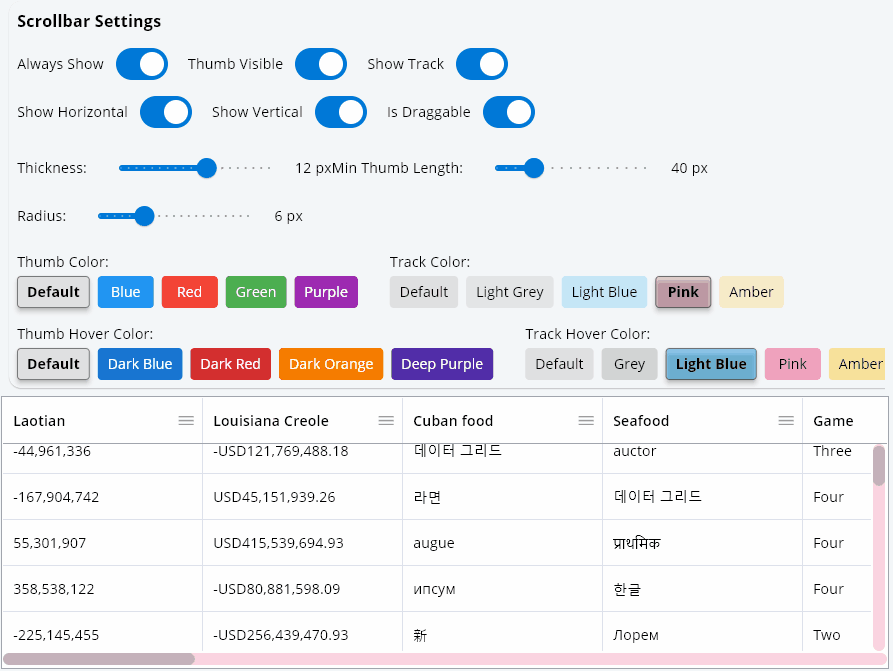 Scrollbar Settings
Always Show Thumb Visible Show Track
Show Horizontal Show Vertical Is Draggable
Thickness: 12 px Min Thumb Length: 40 px
Radius: 6 px
Thumb Color: Track Color:
Default Blue Red Green Purple Default Light Grey Light Blue Pink Amber
Thumb Hover Color: Track Hover Color:
Default Dark Blue Dark Red Dark Orange Deep Purple Default Grey Light Blue Pink Amber
Laotian Louisiana Creole Cuban food Seafood Game
-44,961,336 -USD121,769,488.18 데이터 그리드 auctor Three
-167,904,742 USD45,151,939.26 라면 데이터 그리드 Four
55,301,907 USD415,539,694.93 augue प्राथमिक Four
358,538,122 -USD80,881,598.09 ипсум 한글 Four
-225,145,455 -USD256,439,470.93 新 Лорем Two